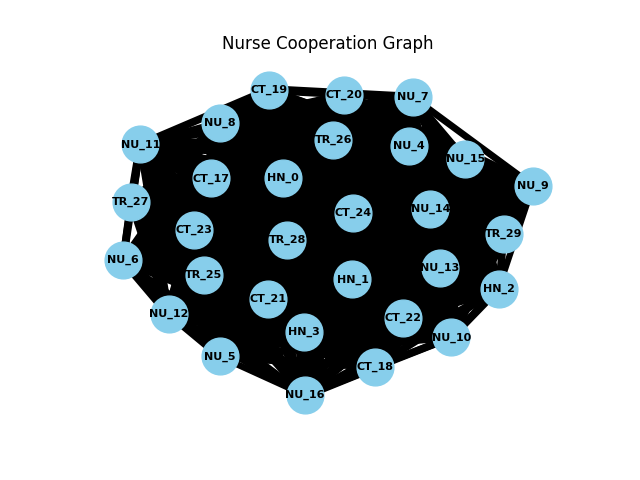 Nurse Cooperation Graph
CT_19
CT_20
NU_7
NU_8
TR_26
NU_11
NU_4
NU_15
CT_17
HN_0
NU_9
TR_27
CT_24
NU_14
CT_23
TR_28
TR_29
NU_6
TR_25
HN_1
NU_13
HN_2
CT_21
NU_12
HN_3
CT_22
NU_10
NU_5
CT_18
NU_16